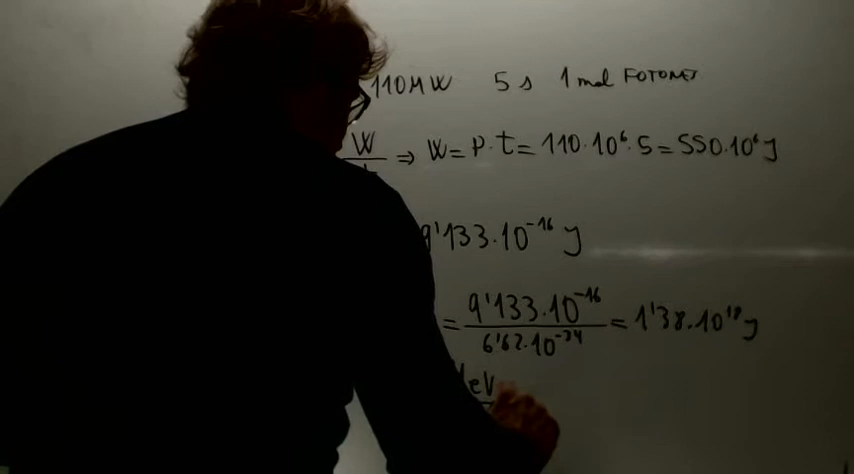 110MW 5 s 1 mol FOTONES
W ⇒ W = P · t = 110·10⁶ · 5 = 550·10⁶ J
9'133·10⁻¹⁶ J
= 9'133·10⁻¹⁶ / 6'62·10⁻³⁴ = 1'38·10¹⁸ J
MeV